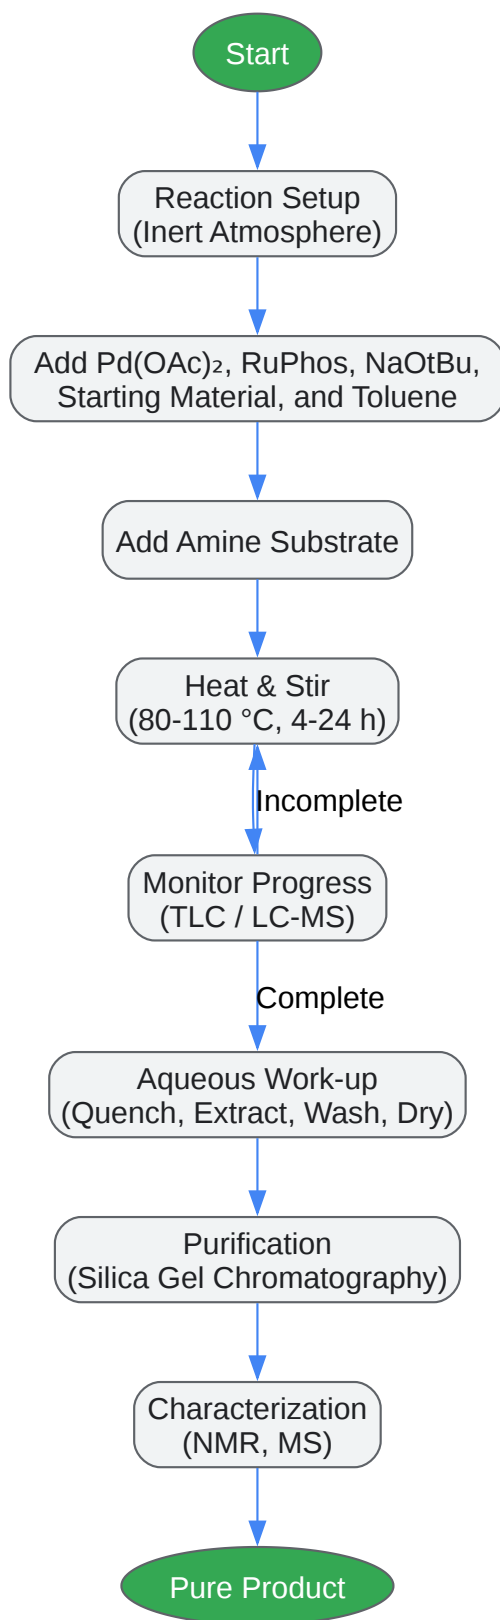 Start
Reaction Setup
(Inert Atmosphere)
Add Pd(OAc)₂, RuPhos, NaOtBu,
Starting Material, and Toluene
Add Amine Substrate
Heat & Stir
(80-110 °C, 4-24 h)
Incomplete
Monitor Progress
(TLC / LC-MS)
Complete
Aqueous Work-up
(Quench, Extract, Wash, Dry)
Purification
(Silica Gel Chromatography)
Characterization
(NMR, MS)
Pure Product